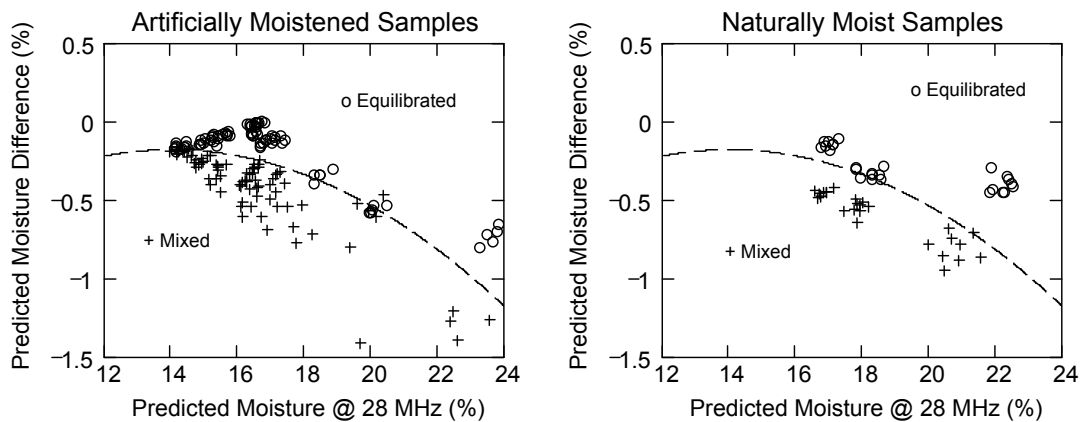 Artificially Moistened Samples
Predicted Moisture Difference (%)
0.5
0
−0.5
−1
−1.5
o Equilibrated
+ Mixed
12 14 16 18 20 22 24
Predicted Moisture @ 28 MHz (%)
Naturally Moist Samples
Predicted Moisture Difference (%)
0.5
0
−0.5
−1
−1.5
o Equilibrated
+ Mixed
12 14 16 18 20 22 24
Predicted Moisture @ 28 MHz (%)